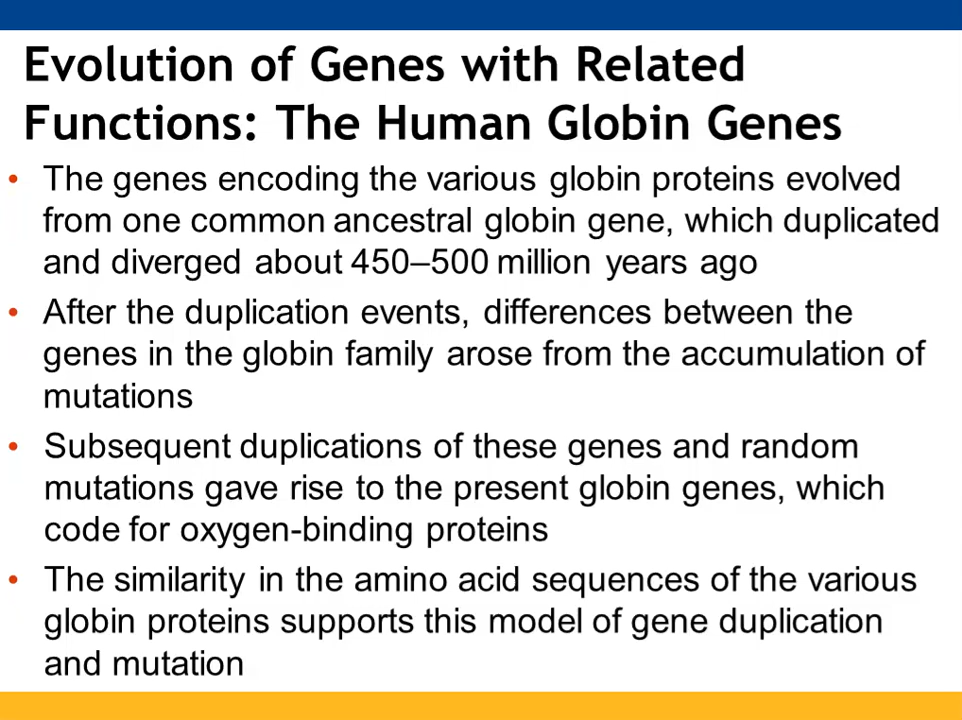 Evolution of Genes with Related
Functions: The Human Globin Genes
• The genes encoding the various globin proteins evolved
from one common ancestral globin gene, which duplicated
and diverged about 450–500 million years ago
• After the duplication events, differences between the
genes in the globin family arose from the accumulation of
mutations
• Subsequent duplications of these genes and random
mutations gave rise to the present globin genes, which
code for oxygen-binding proteins
• The similarity in the amino acid sequences of the various
globin proteins supports this model of gene duplication
and mutation